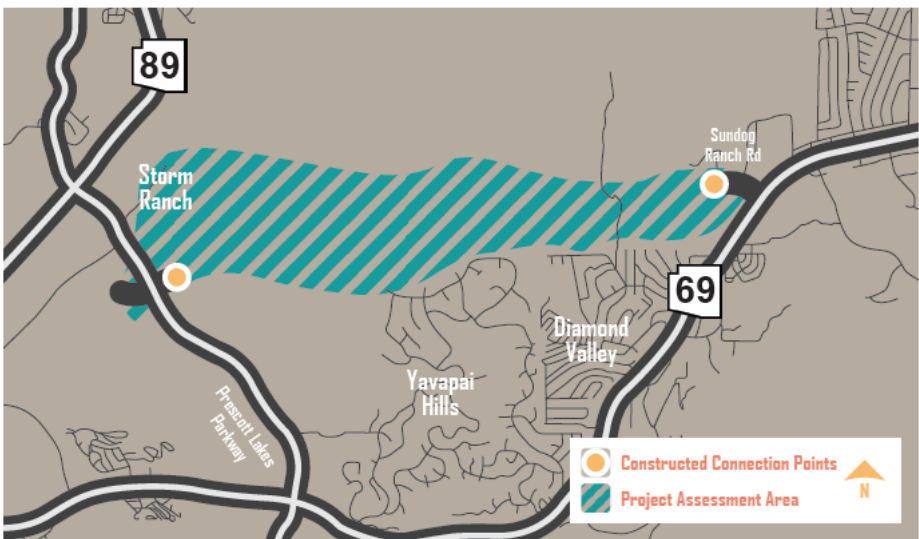 89
Sundog
Ranch Rd
Storm
Ranch
69
Diamond
Valley
Yavapai
Hills
Prescott Lakes
Parkway
Constructed Connection Points
Project Assessment Area
N